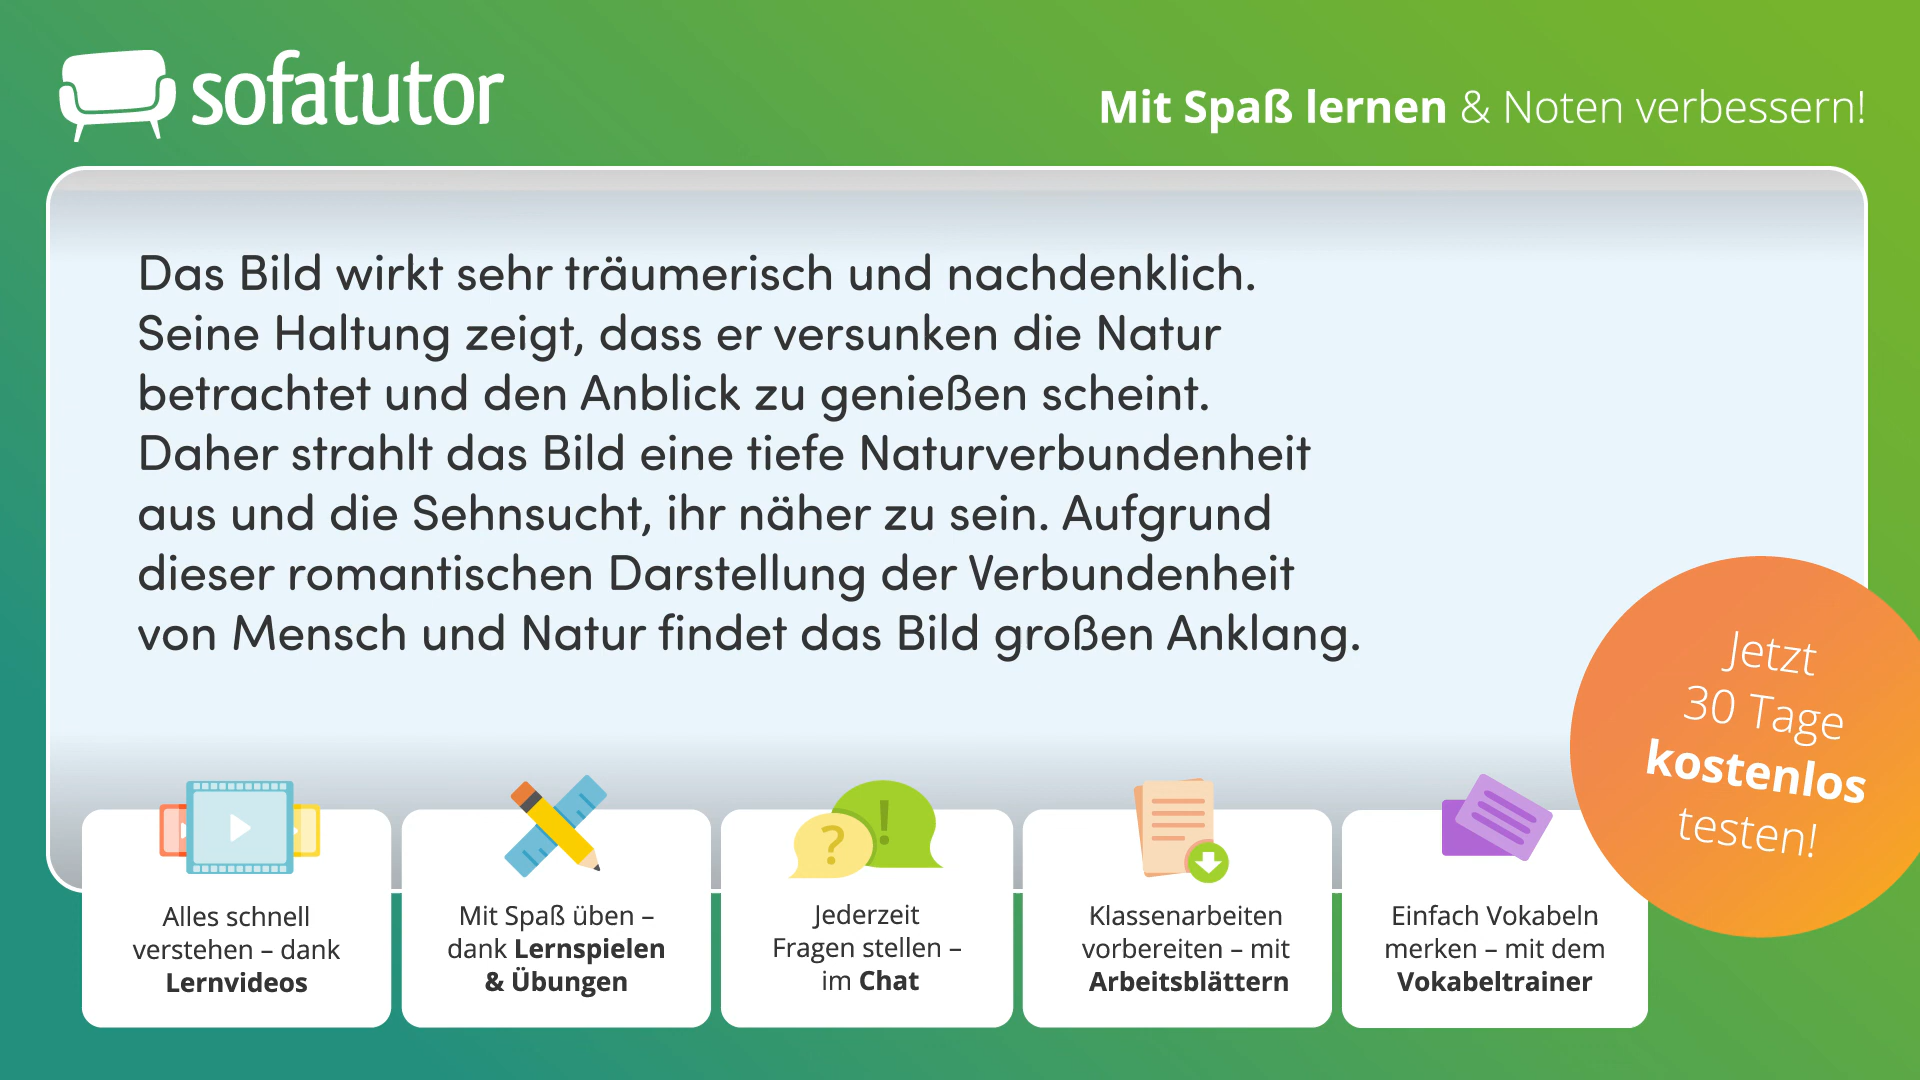 sofatutor
Mit Spaß lernen & Noten verbessern!
Das Bild wirkt sehr träumerisch und nachdenklich.
Seine Haltung zeigt, dass er versunken die Natur
betrachtet und den Anblick zu genießen scheint.
Daher strahlt das Bild eine tiefe Naturverbundenheit
aus und die Sehnsucht, ihr näher zu sein. Aufgrund
dieser romantischen Darstellung der Verbundenheit
von Mensch und Natur findet das Bild großen Anklang.
Jetzt
30 Tage
kostenlos
testen!
Alles schnell
verstehen – dank
Lernvideos
Mit Spaß üben –
dank Lernspielen
& Übungen
? !
Jederzeit
Fragen stellen –
im Chat
Klassenarbeiten
vorbereiten – mit
Arbeitsblättern
Einfach Vokabeln
merken – mit dem
Vokabeltrainer